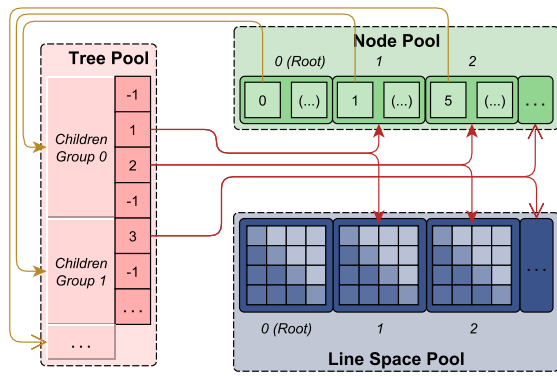 Tree Pool
Children
Group 0
Children
Group 1
...
-1
1
2
-1
3
-1
...
Node Pool
0 (Root) 1 2
0 (...) 1 (...) 5 (...) ...
...
0 (Root) 1 2
Line Space Pool